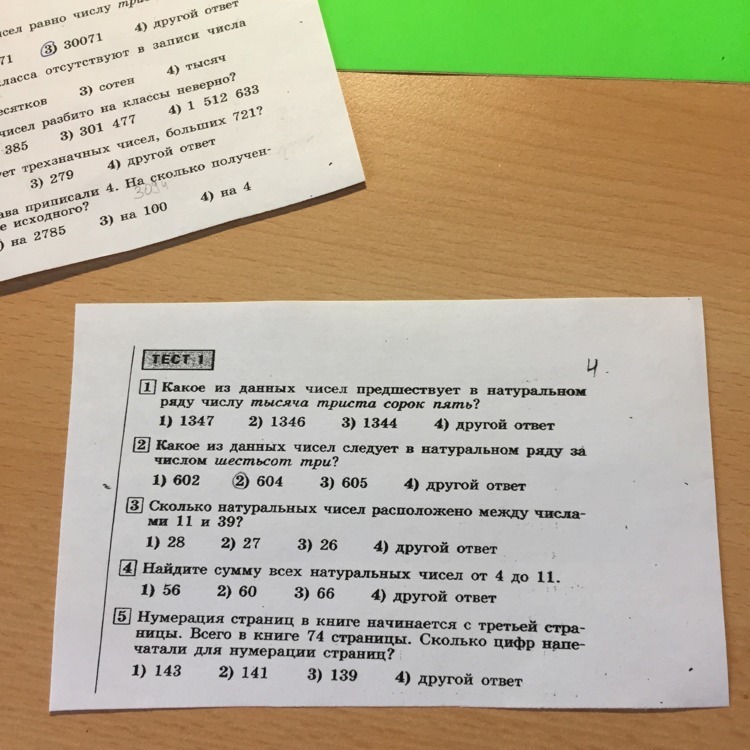 равно числу
71 3) 30071 4) другой ответ
класса отсутствуют в записи числа
3) сотен 4) тысяч
чисел разбито на классы неверно?
385 3) 301 477 4) 1 512 633
трехзначных чисел, больших 721?
3) 279 4) другой ответ
приписали 4. На сколько получен-
исходного?
на 2785 3) на 100 4) на 4
ТЕСТ 1
4
1 Какое из данных чисел предшествует в натуральном
ряду числу тысяча триста сорок пять?
1) 1347 2) 1346 3) 1344 4) другой ответ
2 Какое из данных чисел следует в натуральном ряду за
числом шестьсот три?
1) 602 2) 604 3) 605 4) другой ответ
3 Сколько натуральных чисел расположено между числа-
ми 11 и 39?
1) 28 2) 27 3) 26 4) другой ответ
4 Найдите сумму всех натуральных чисел от 4 до 11.
1) 56 2) 60 3) 66 4) другой ответ
5 Нумерация страниц в книге начинается с третьей стра-
ницы. Всего в книге 74 страницы. Сколько цифр напе-
чатали для нумерации страниц?
1) 143 2) 141 3) 139 4) другой ответ